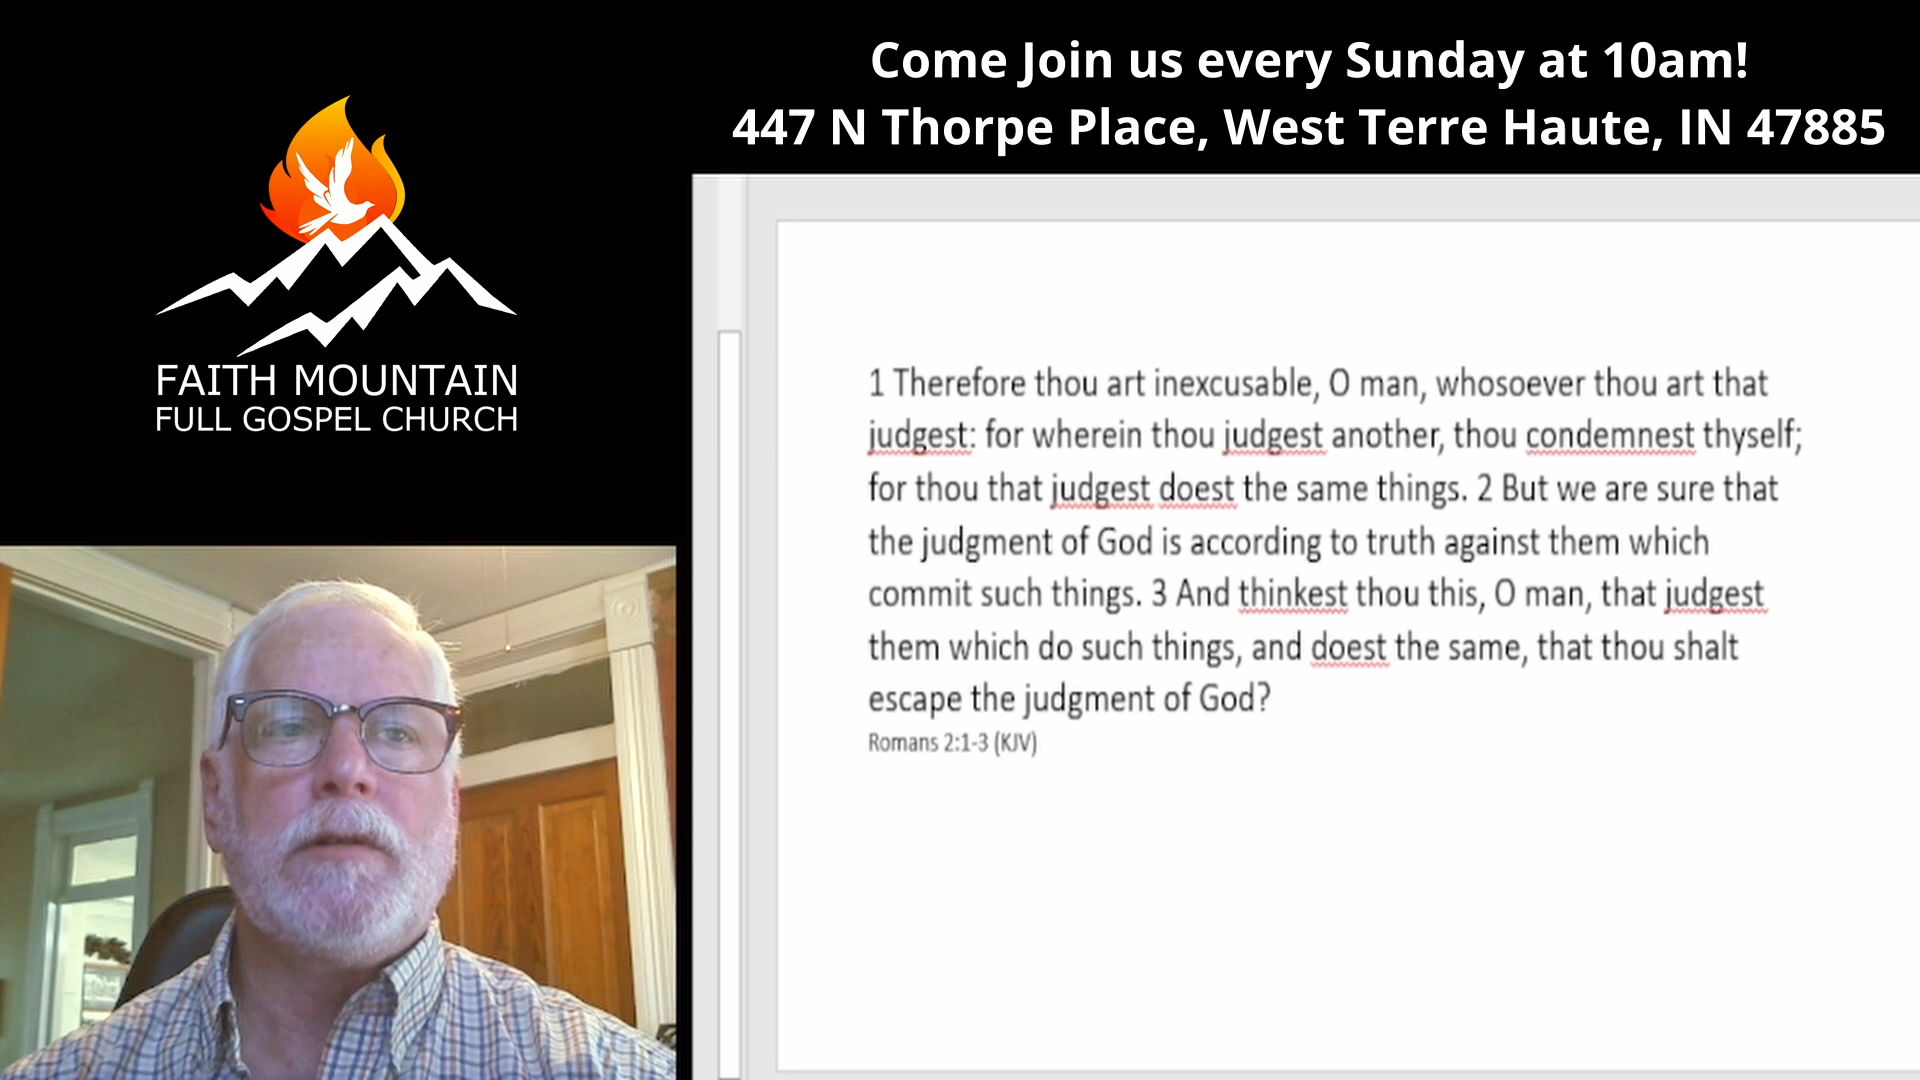 Come Join us every Sunday at 10am!
447 N Thorpe Place, West Terre Haute, IN 47885
FAITH MOUNTAIN
FULL GOSPEL CHURCH
1 Therefore thou art inexcusable, O man, whosoever thou art that
judgest: for wherein thou judgest another, thou condemnest thyself;
for thou that judgest doest the same things. 2 But we are sure that
the judgment of God is according to truth against them which
commit such things. 3 And thinkest thou this, O man, that judgest
them which do such things, and doest the same, that thou shalt
escape the judgment of God?
Romans 2:1-3 (KJV)